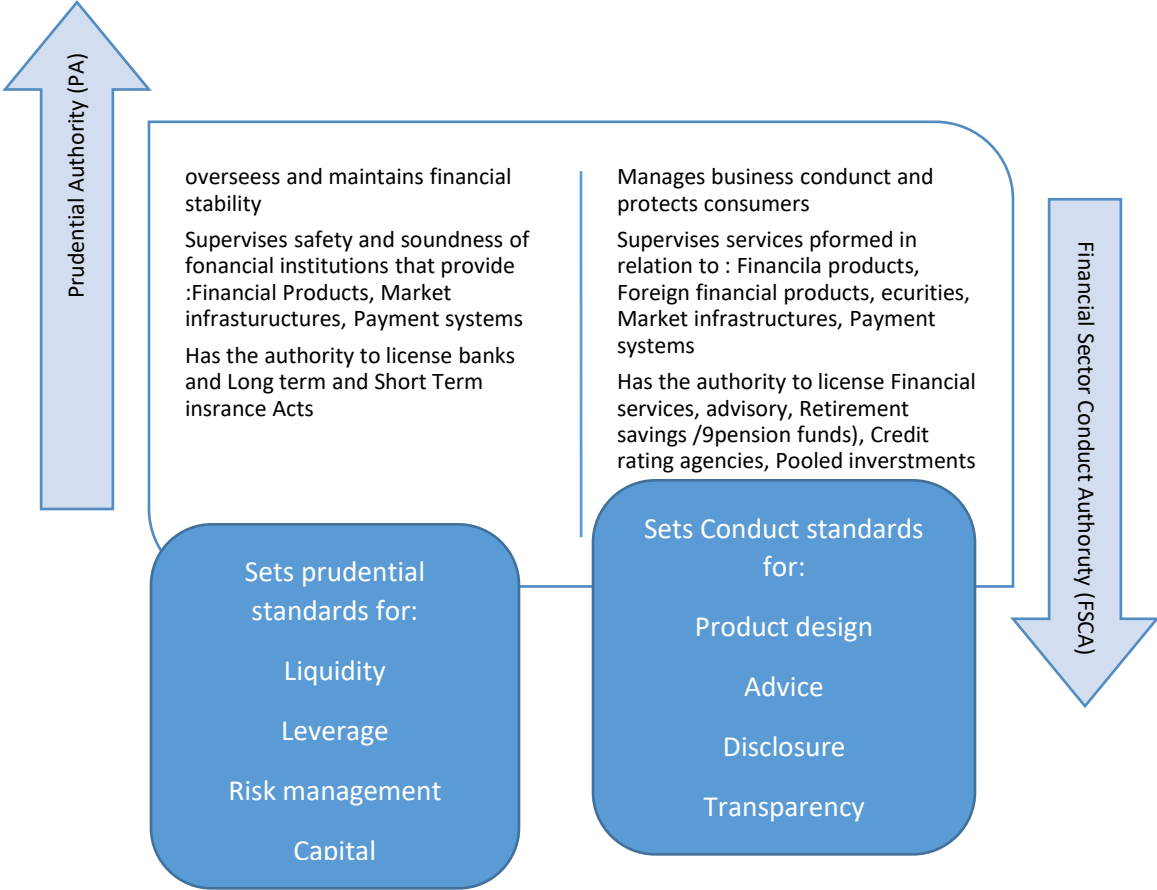 Prudential Authority (PA)
overseess and maintains financial
stability
Supervises safety and soundness of
fonancial institutions that provide
:Financial Products, Market
infrastuructures, Payment systems
Has the authority to license banks
and Long term and Short Term
insrance Acts
Manages business condunct and
protects consumers
Supervises services pformed in
relation to : Financila products,
Foreign financial products, ecurities,
Market infrastructures, Payment
systems
Has the authority to license Financial
services, advisory, Retirement
savings /9pension funds), Credit
rating agencies, Pooled inverstments
Financial Sector Conduct Authoruty (FSCA)
Sets prudential
standards for:
Liquidity
Leverage
Risk management
Capital
Sets Conduct standards
for:
Product design
Advice
Disclosure
Transparency